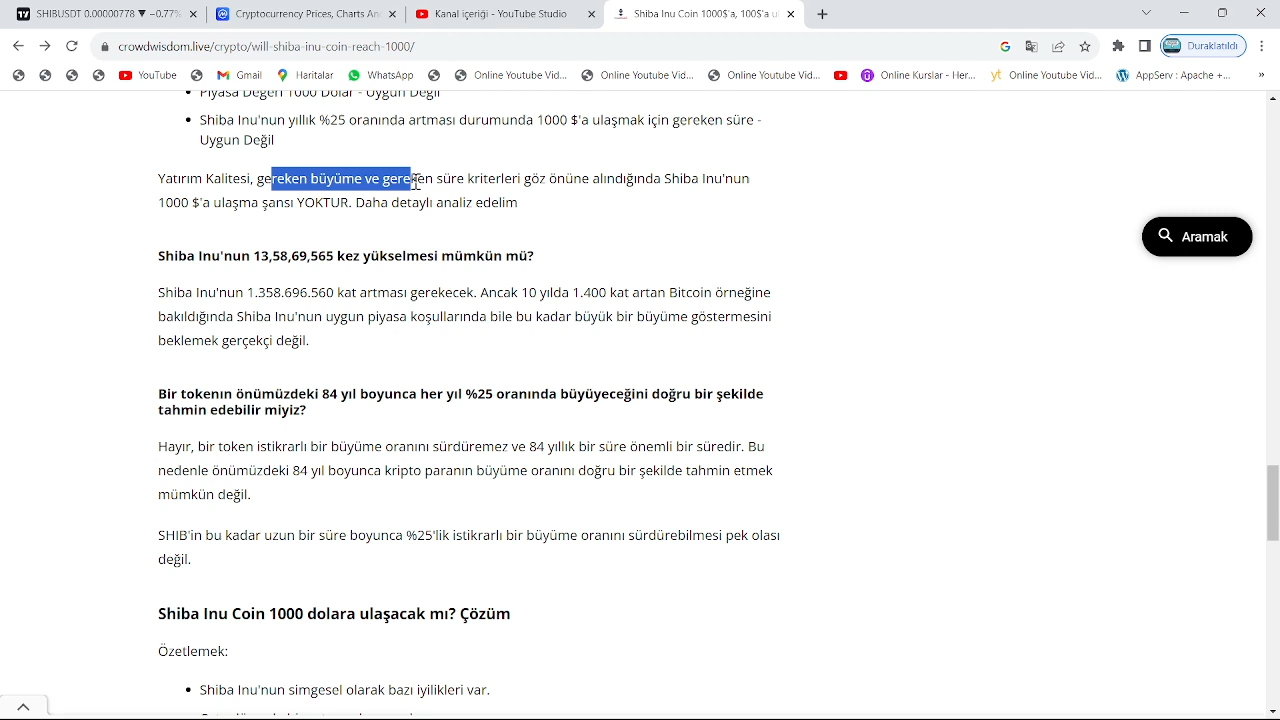 SHIBUSDT 0.00000778 ▼ −0.77%
Cryptocurrency Prices, Charts An
Kanal içeriği - YouTube Studio
Shiba Inu Coin 1000$'a, 100$'a u
crowdwisdom.live/crypto/will-shiba-inu-coin-reach-1000/
Duraklatıldı
YouTube
Gmail
Haritalar
WhatsApp
Online Youtube Vid...
Online Youtube Vid...
Online Youtube Vid...
Online Kurslar - Her...
Online Youtube Vid...
AppServ : Apache +...
»
• Piyasa Değeri 1000 Dolar - Uygun Değil
• Shiba Inu'nun yıllık %25 oranında artması durumunda 1000 $'a ulaşmak için gereken süre -
Uygun Değil
Yatırım Kalitesi, gereken büyüme ve gereken süre kriterleri göz önüne alındığında Shiba Inu'nun
1000 $'a ulaşma şansı YOKTUR. Daha detaylı analiz edelim
Aramak
Shiba Inu'nun 13,58,69,565 kez yükselmesi mümkün mü?
Shiba Inu'nun 1.358.696.560 kat artması gerekecek. Ancak 10 yılda 1.400 kat artan Bitcoin örneğine
bakıldığında Shiba Inu'nun uygun piyasa koşullarında bile bu kadar büyük bir büyüme göstermesini
beklemek gerçekçi değil.
Bir tokenın önümüzdeki 84 yıl boyunca her yıl %25 oranında büyüyeceğini doğru bir şekilde
tahmin edebilir miyiz?
Hayır, bir token istikrarlı bir büyüme oranını sürdüremez ve 84 yıllık bir süre önemli bir süredir. Bu
nedenle önümüzdeki 84 yıl boyunca kripto paranın büyüme oranını doğru bir şekilde tahmin etmek
mümkün değil.
SHIB'in bu kadar uzun bir süre boyunca %25'lik istikrarlı bir büyüme oranını sürdürebilmesi pek olası
değil.
Shiba Inu Coin 1000 dolara ulaşacak mı? Çözüm
Özetlemek:
• Shiba Inu'nun simgesel olarak bazı iyilikleri var.